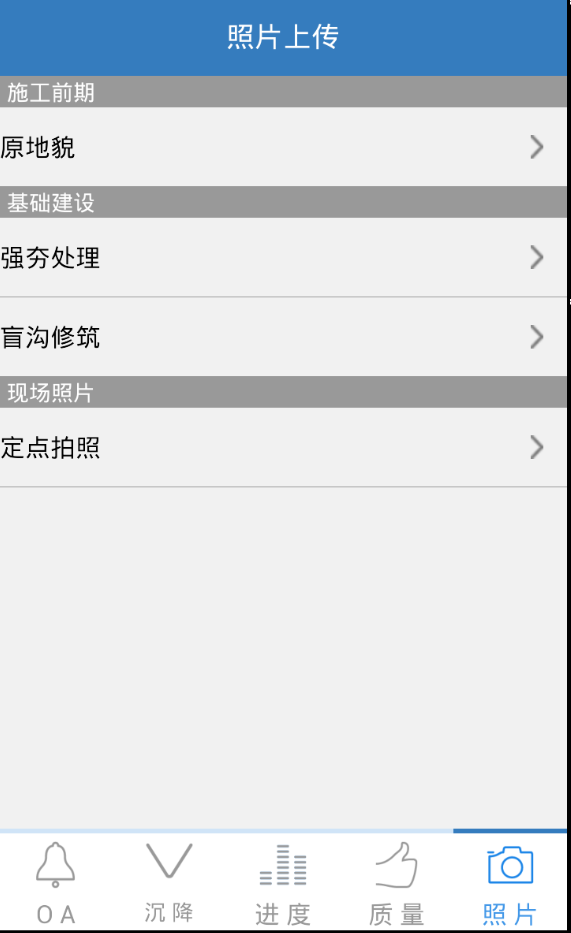 照片上传
施工前期
原地貌
基础建设
强夯处理
盲沟修筑
现场照片
定点拍照
OA 沉降 进度 质量 照片